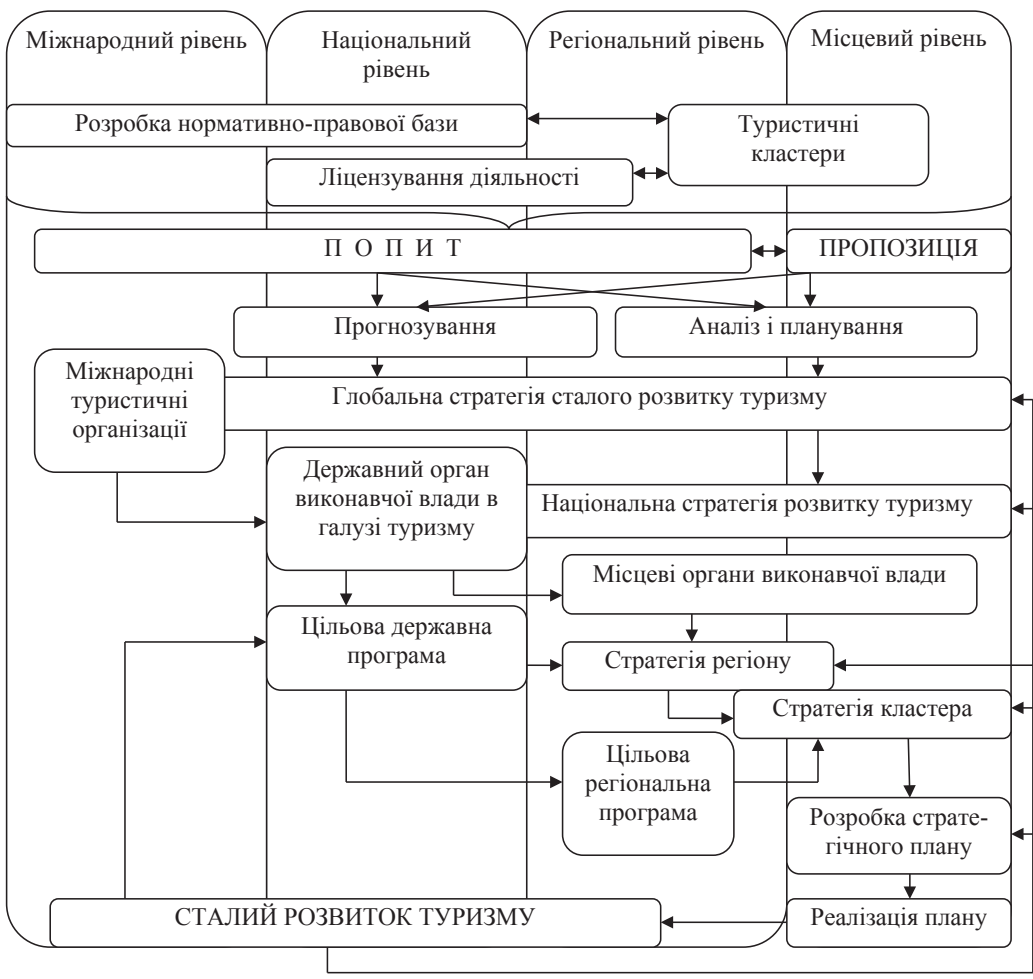 Міжнародний рівень
Національний
рівень
Регіональний рівень
Місцевий рівень
Розробка нормативно-правової бази
Туристичні
кластери
Ліцензування діяльності
П О П И Т
ПРОПОЗИЦІЯ
Прогнозування
Аналіз і планування
Міжнародні
туристичні
організації
Глобальна стратегія сталого розвитку туризму
Державний орган
виконавчої влади в
галузі туризму
Національна стратегія розвитку туризму
Місцеві органи виконавчої влади
Цільова державна
програма
Стратегія регіону
Стратегія кластера
Цільова
регіональна
програма
Розробка страте-
гічного плану
СТАЛИЙ РОЗВИТОК ТУРИЗМУ
Реалізація плану